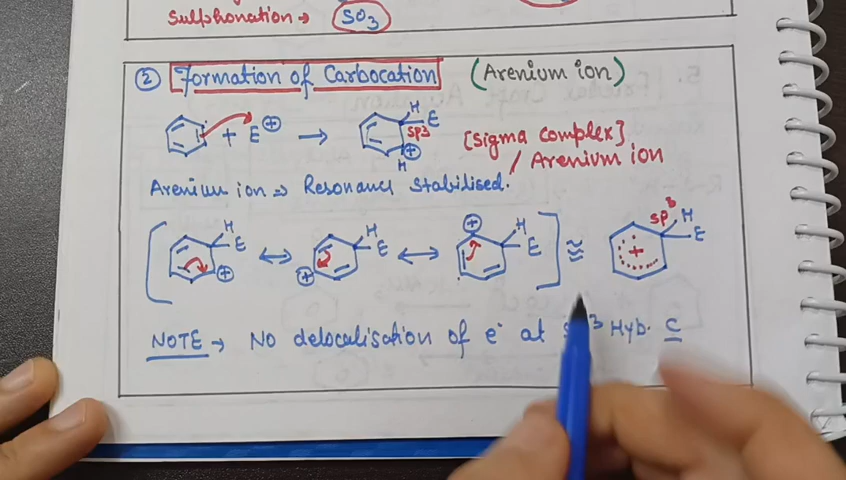 Sulphonation → SO3
② Formation of Carbocation (Arenium ion)
+ E⊕ → H E sp3 ⊕ H
[Sigma complex]
/ Arenium ion
Arenium ion ⇒ Resonance Stabilised.
H E ⊕ ↔ H E ⊕ ↔ ⊕ H E ≈ sp3 H E +
NOTE → No delocalisation of e- at Hyb. C